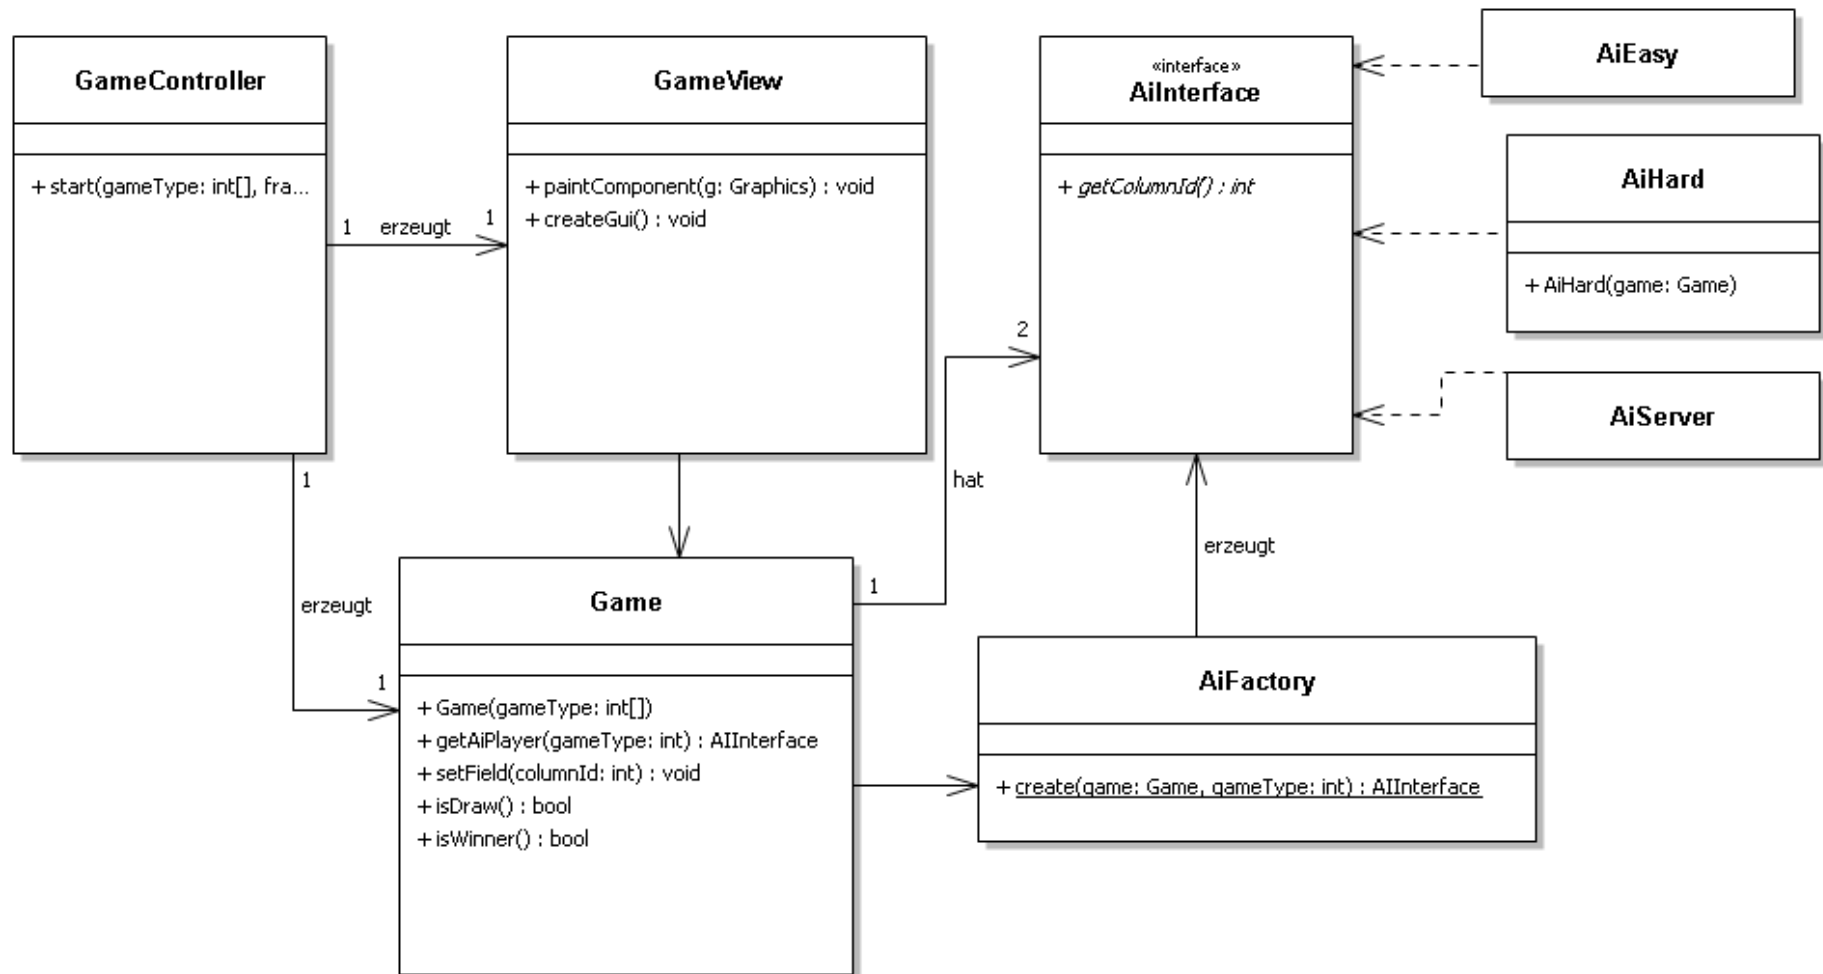 GameController
+ start(gameType: int[], fra...
GameView
+ paintComponent(g: Graphics) : void
+ createGui() : void
«interface»
AiInterface
+ getColumnId() : int
AiEasy
AiHard
+ AiHard(game: Game)
AiServer
1 erzeugt 1
2
hat
1
erzeugt
1
1
erzeugt
Game
+ Game(gameType: int[])
+ getAiPlayer(gameType: int) : AIInterface
+ setField(columnId: int) : void
+ isDraw() : bool
+ isWinner() : bool
AiFactory
+ create(game: Game, gameType: int) : AIInterface